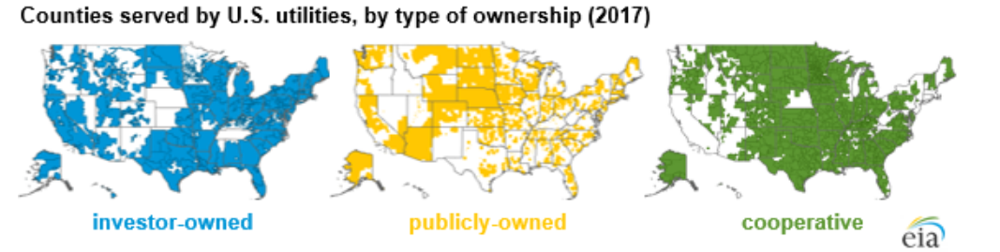 Counties served by U.S. utilities, by type of ownership (2017)
investor-owned
publicly-owned
cooperative
eia